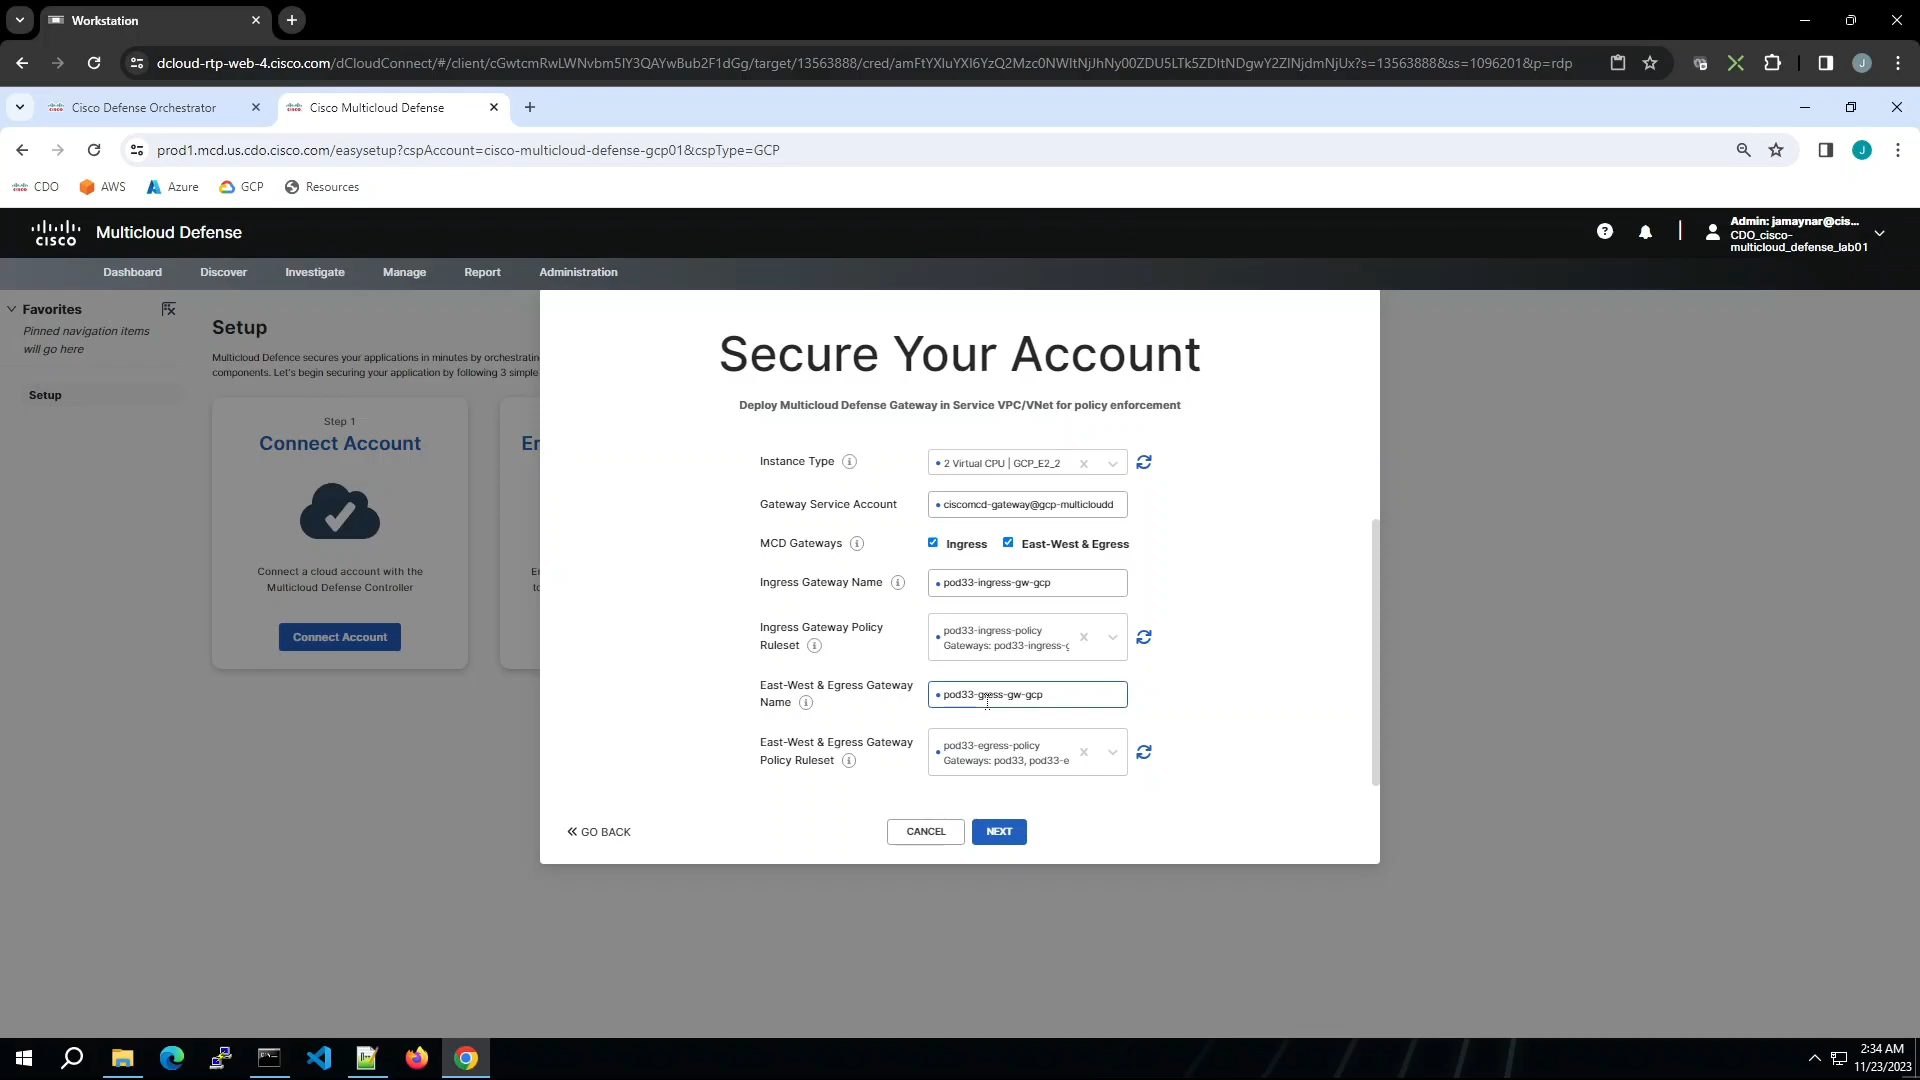 Workstation
dcloud-rtp-web-4.cisco.com/dCloudConnect/#/client/cGwtcmRwLWNvbm5lY3QAYwBub2F1dGg/target/13563888/cred/amFtYXIuYXI6YzQ2Mzc0NWItNjJhNy00ZDU5LTk5ZDItNDgwY2ZlNjdmNjUx?s=13563888&ss=1096201&p=rdp
Cisco Defense Orchestrator
Cisco Multicloud Defense
prod1.mcd.us.cdo.cisco.com/easysetup?cspAccount=cisco-multicloud-defense-gcp01&cspType=GCP
CDO AWS Azure GCP Resources
CISCO Multicloud Defense
Admin: jamaynar@cis...
CDO_cisco-
multicloud_defense_lab01
Dashboard Discover Investigate Manage Report Administration
Favorites
Pinned navigation items
will go here
Setup
Setup
Multicloud Defence secures your applications in minutes by orchestratin
components. Let's begin securing your application by following 3 simple
Step 1
Connect Account
Connect a cloud account with the
Multicloud Defense Controller
Connect Account
Er
Er
to
Secure Your Account
Deploy Multicloud Defense Gateway in Service VPC/VNet for policy enforcement
Instance Type
2 Virtual CPU | GCP_E2_2
Gateway Service Account
ciscomcd-gateway@gcp-multicloudd
MCD Gateways
Ingress East-West & Egress
Ingress Gateway Name
pod33-ingress-gw-gcp
Ingress Gateway Policy
Ruleset
pod33-ingress-policy
Gateways: pod33-ingress-g
East-West & Egress Gateway
Name
pod33-gress-gw-gcp
East-West & Egress Gateway
Policy Ruleset
pod33-egress-policy
Gateways: pod33, pod33-e
GO BACK
CANCEL
NEXT
2:34 AM
11/23/2023